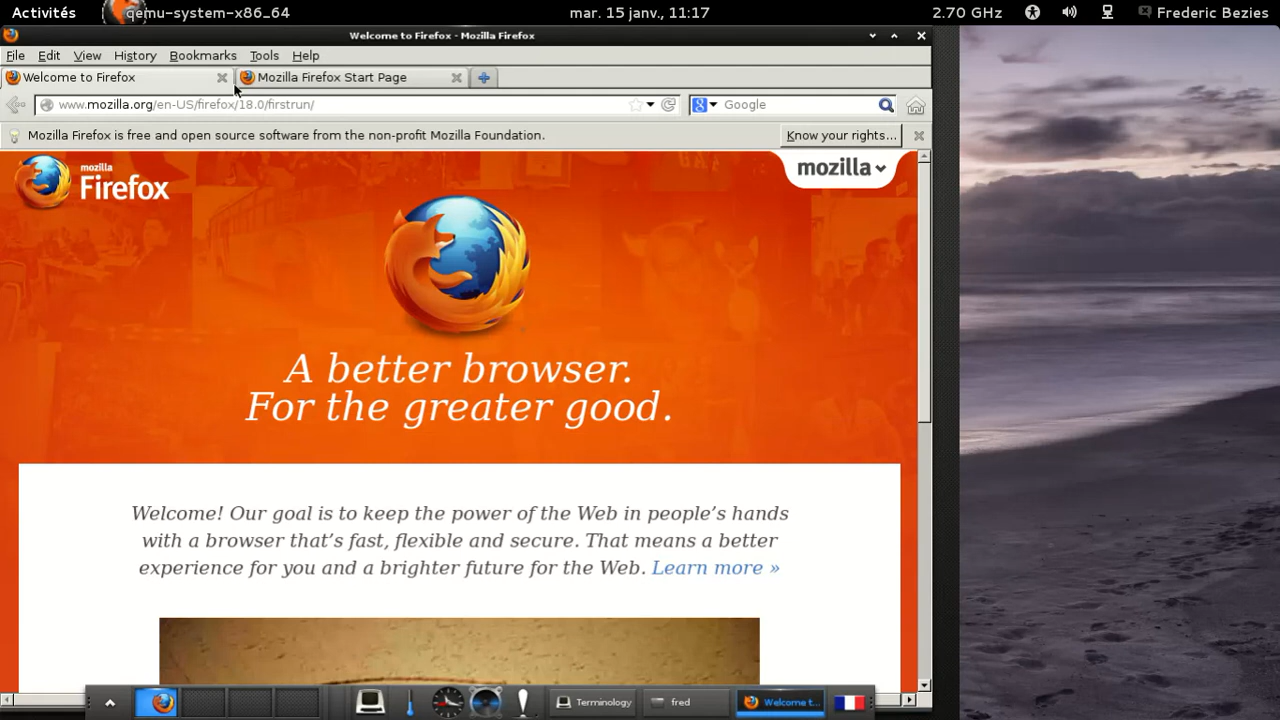 Activités qemu-system-x86_64 mar. 15 janv., 11:17 2.70 GHz Frederic Bezies
Welcome to Firefox - Mozilla Firefox
File Edit View History Bookmarks Tools Help
Welcome to Firefox Mozilla Firefox Start Page
www.mozilla.org/en-US/firefox/18.0/firstrun/ Google
Mozilla Firefox is free and open source software from the non-profit Mozilla Foundation. Know your rights...
mozilla
Firefox
mozilla
A better browser.
For the greater good.
Welcome! Our goal is to keep the power of the Web in people's hands
with a browser that's fast, flexible and secure. That means a better
experience for you and a brighter future for the Web. Learn more »
Terminology fred Welcome t...